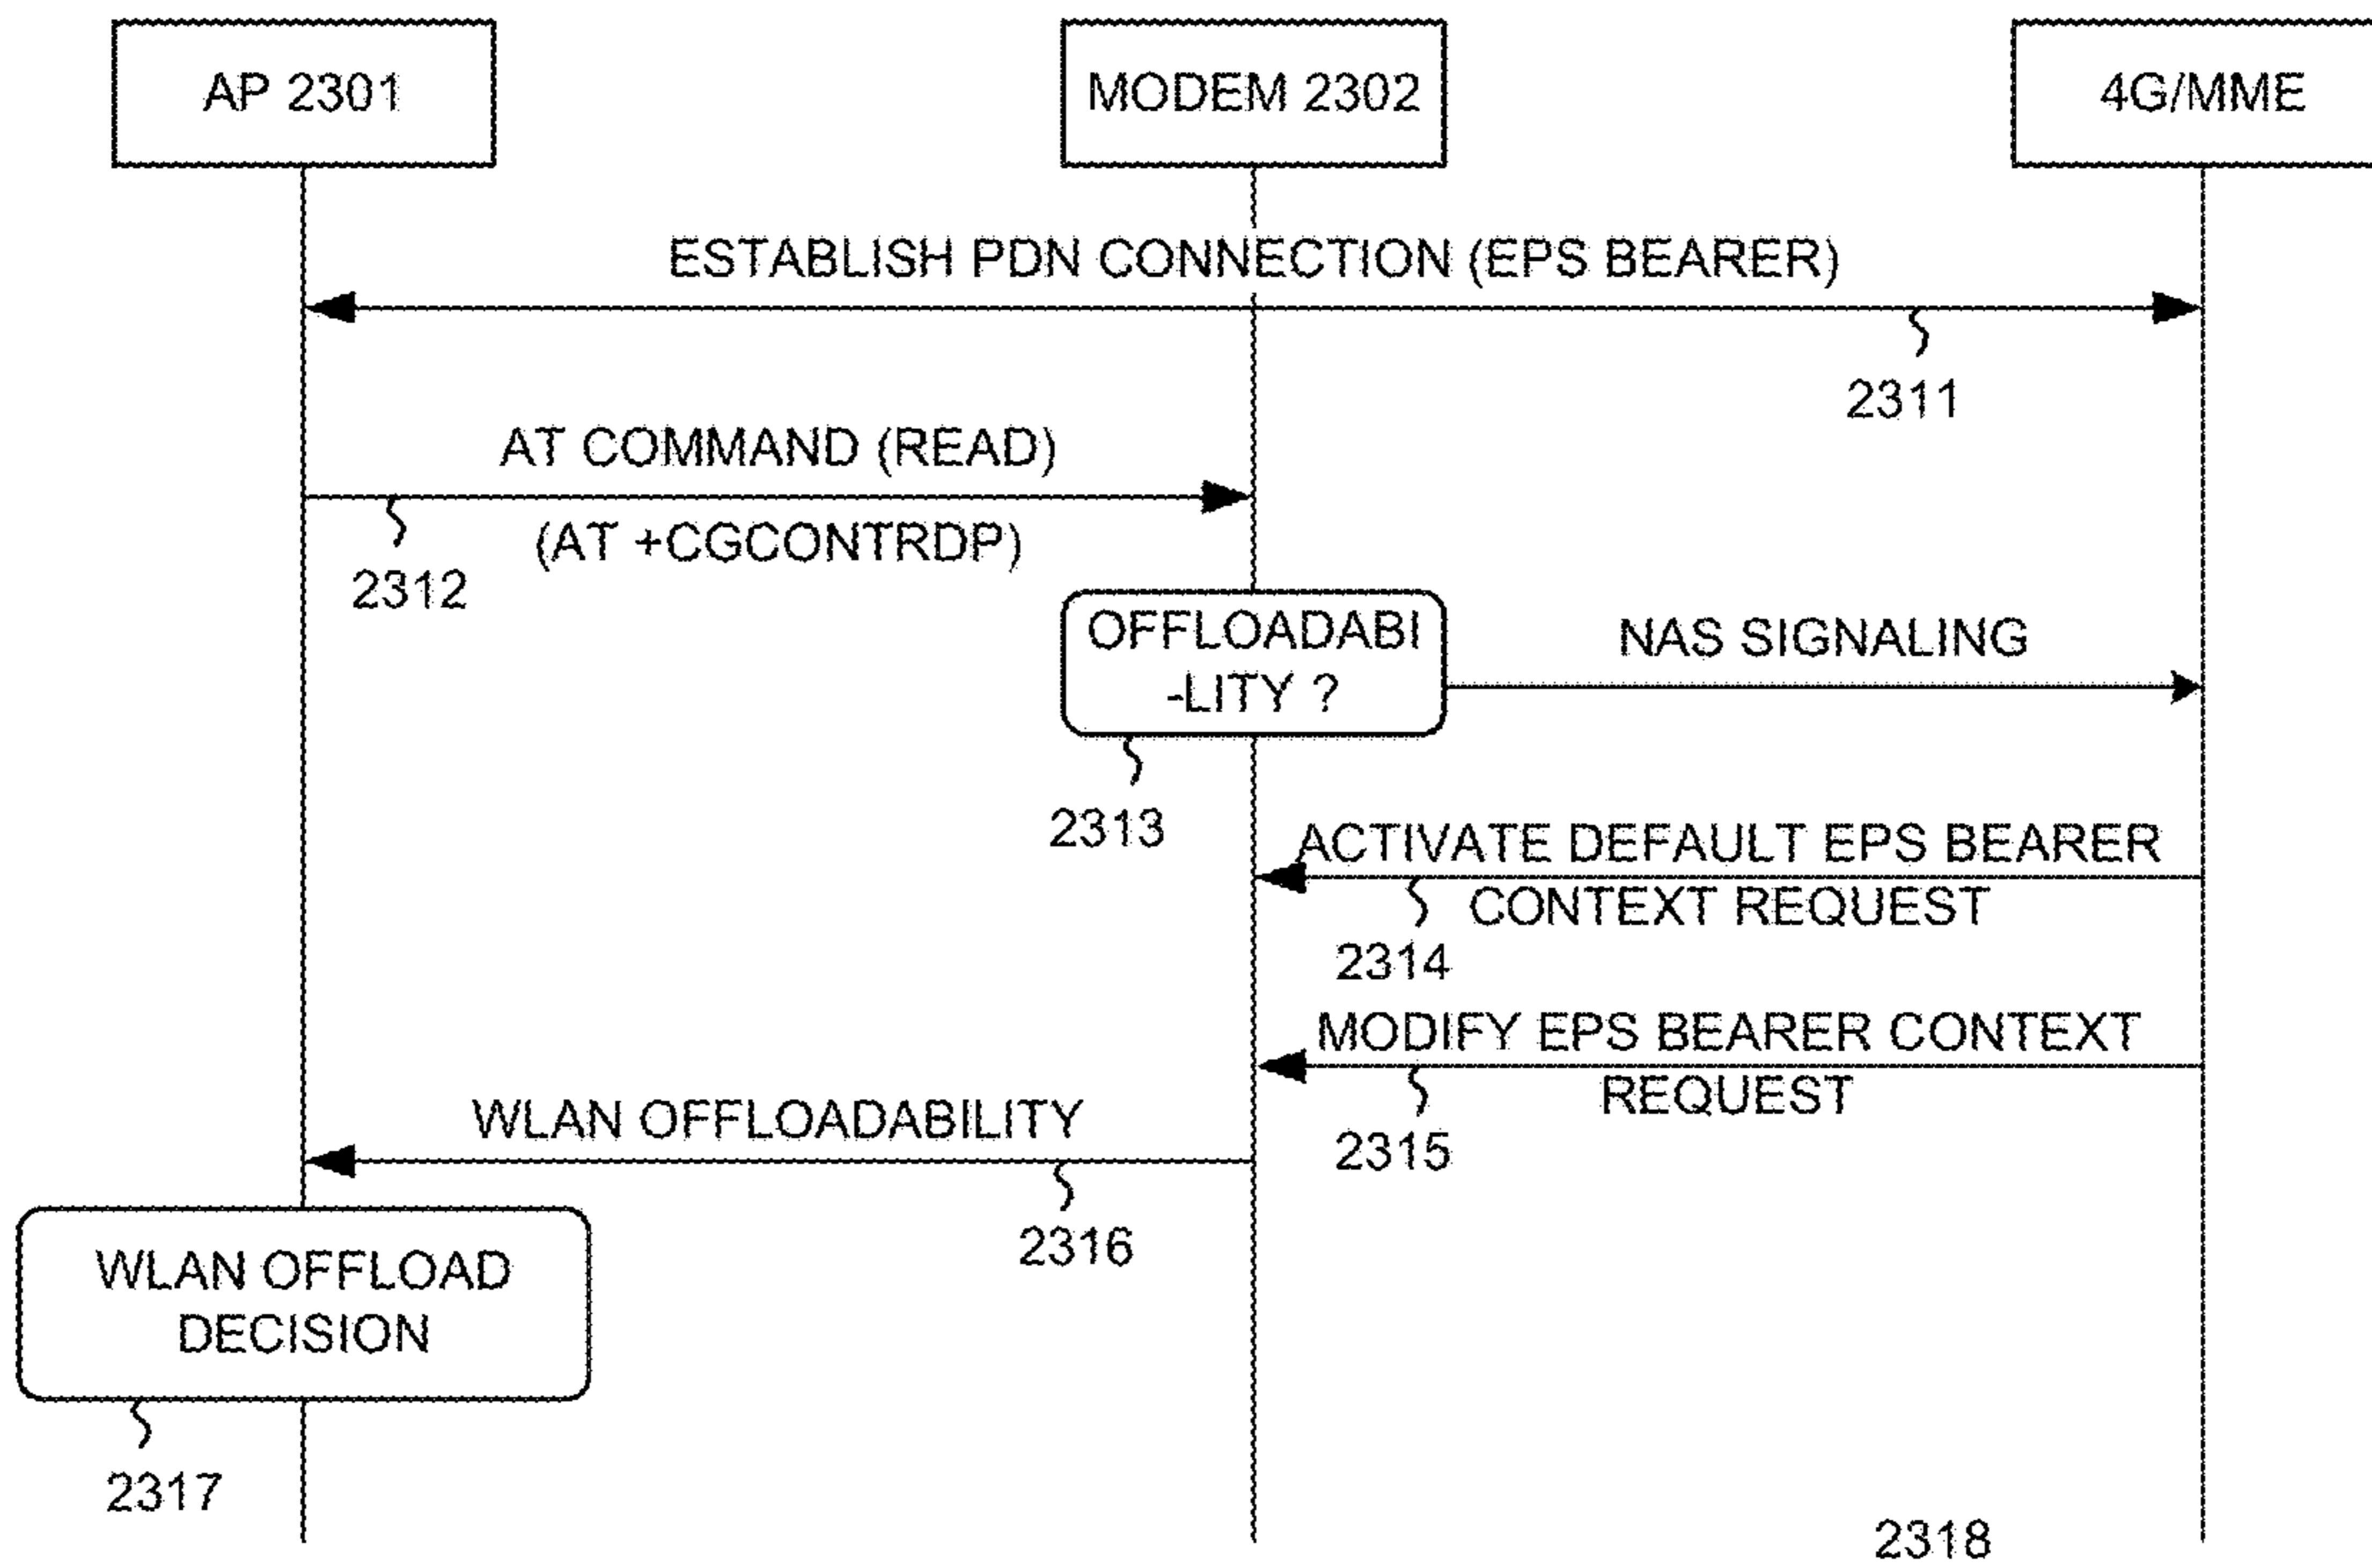 AP 2301
MODEM 2302
4G/MME
ESTABLISH PDN CONNECTION (EPS BEARER)
2311
AT COMMAND (READ)
(AT +CGCONTRDP)
2312
OFFLOADABI
-LITY ?
NAS SIGNALING
2313
ACTIVATE DEFAULT EPS BEARER
CONTEXT REQUEST
2314
MODIFY EPS BEARER CONTEXT
REQUEST
2315
WLAN OFFLOADABILITY
2316
WLAN OFFLOAD
DECISION
2317
2318